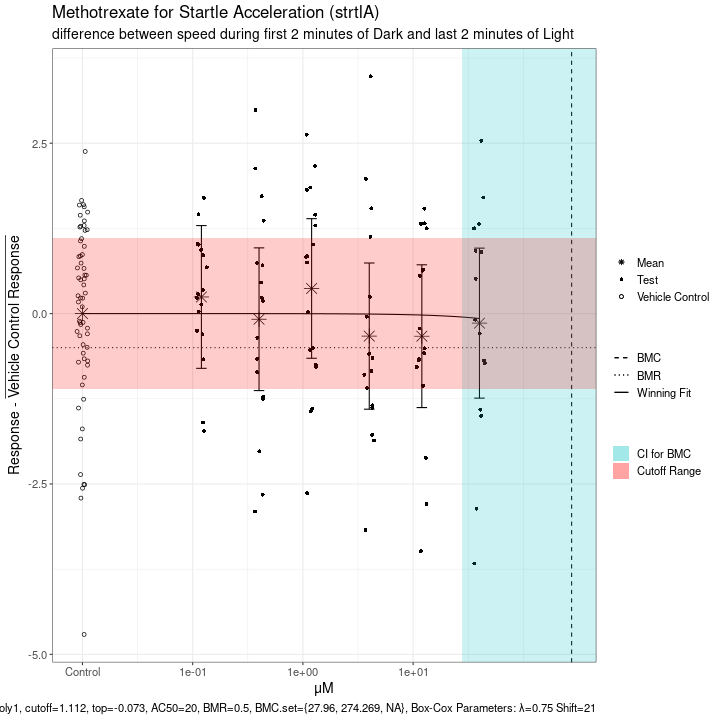 Methotrexate for Startle Acceleration (strtlA)
difference between speed during first 2 minutes of Dark and last 2 minutes of Light
Response - Vehicle Control Response
2.5
0.0
-2.5
-5.0
Control
1e-01
1e+00
1e+01
μM
Mean
Test
Vehicle Control
BMC
BMR
Winning Fit
CI for BMC
Cutoff Range
oly1, cutoff=1.112, top=-0.073, AC50=20, BMR=0.5, BMC.set={27.96, 274.269, NA}, Box-Cox Parameters: λ=0.75 Shift=21